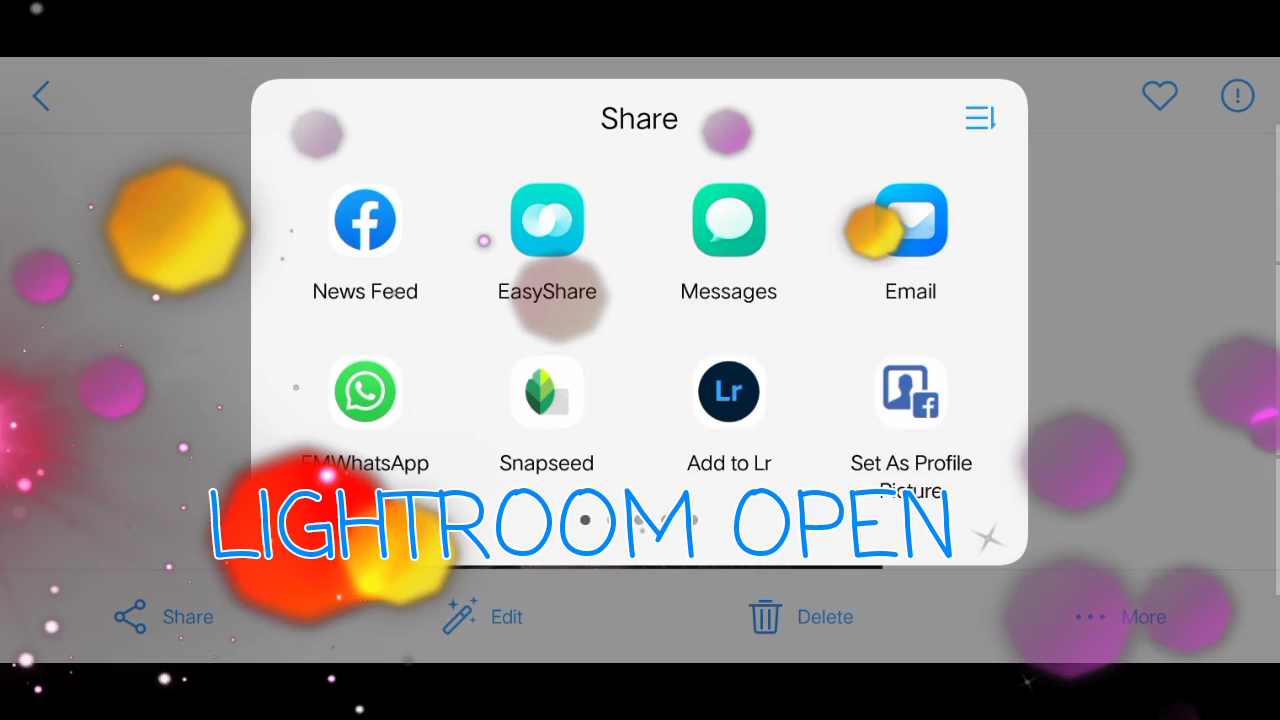 Share
News Feed
EasyShare
Messages
Email
Lr
FMWhatsApp
Snapseed
Add to Lr
Set As Profile
Picture
LIGHTROOM OPEN
Share
Edit
Delete
More